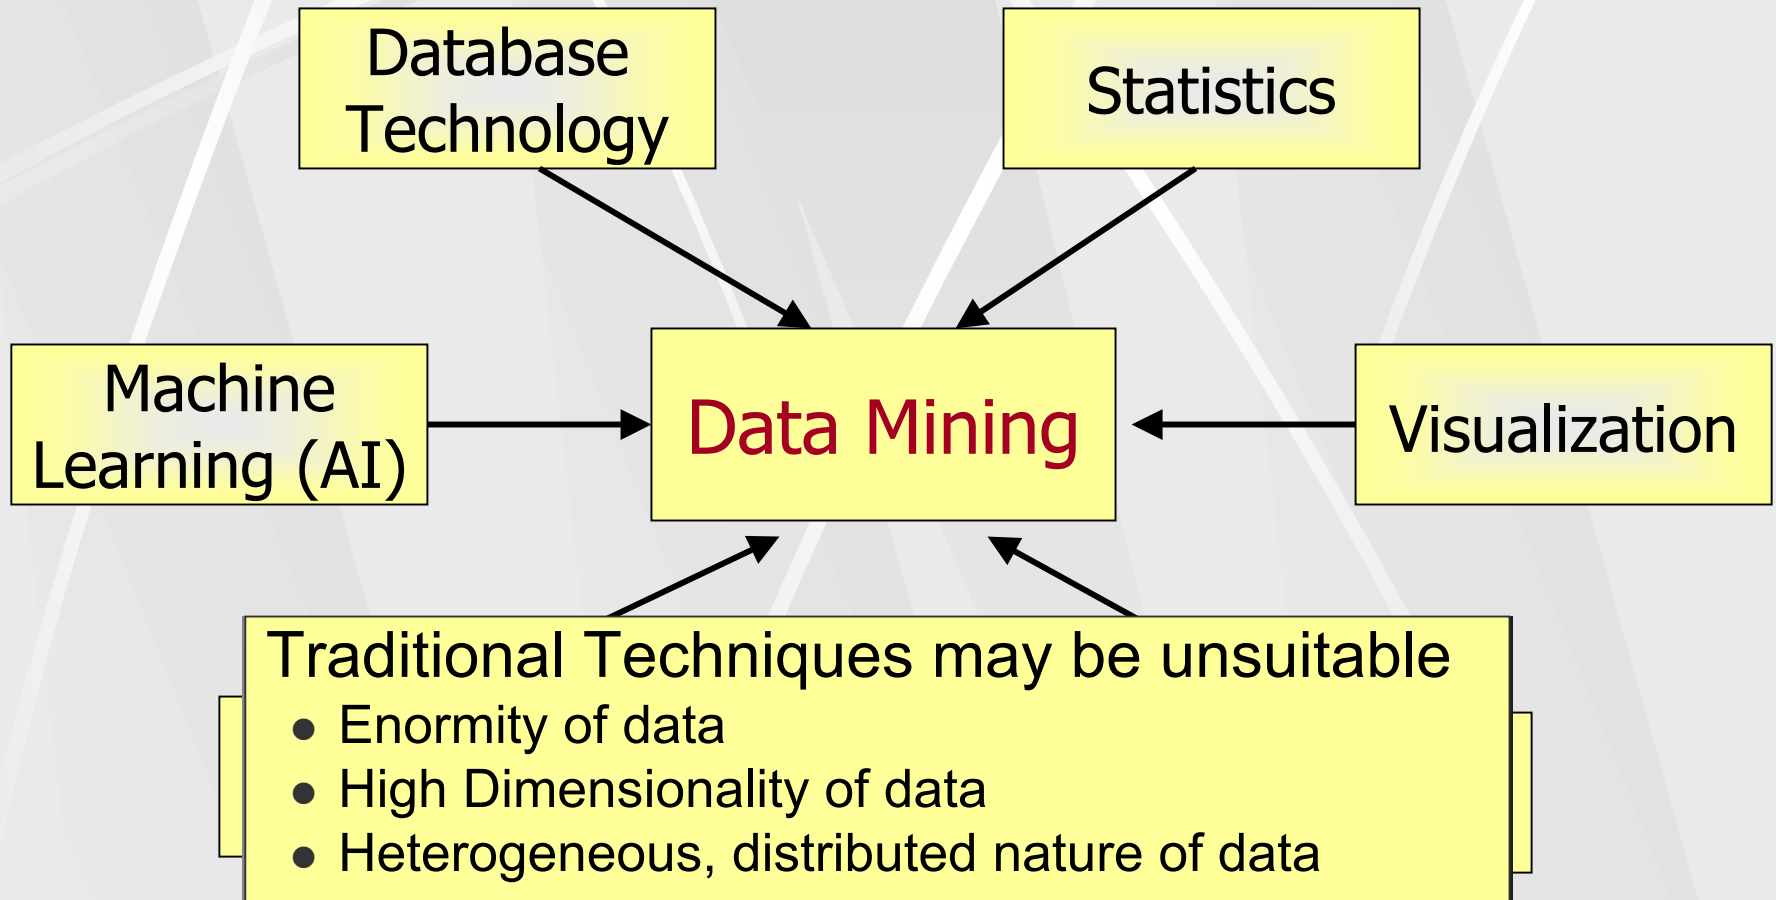 Database
Technology
Statistics
Machine
Learning (AI)
Data Mining
Visualization
Traditional Techniques may be unsuitable
● Enormity of data
● High Dimensionality of data
● Heterogeneous, distributed nature of data